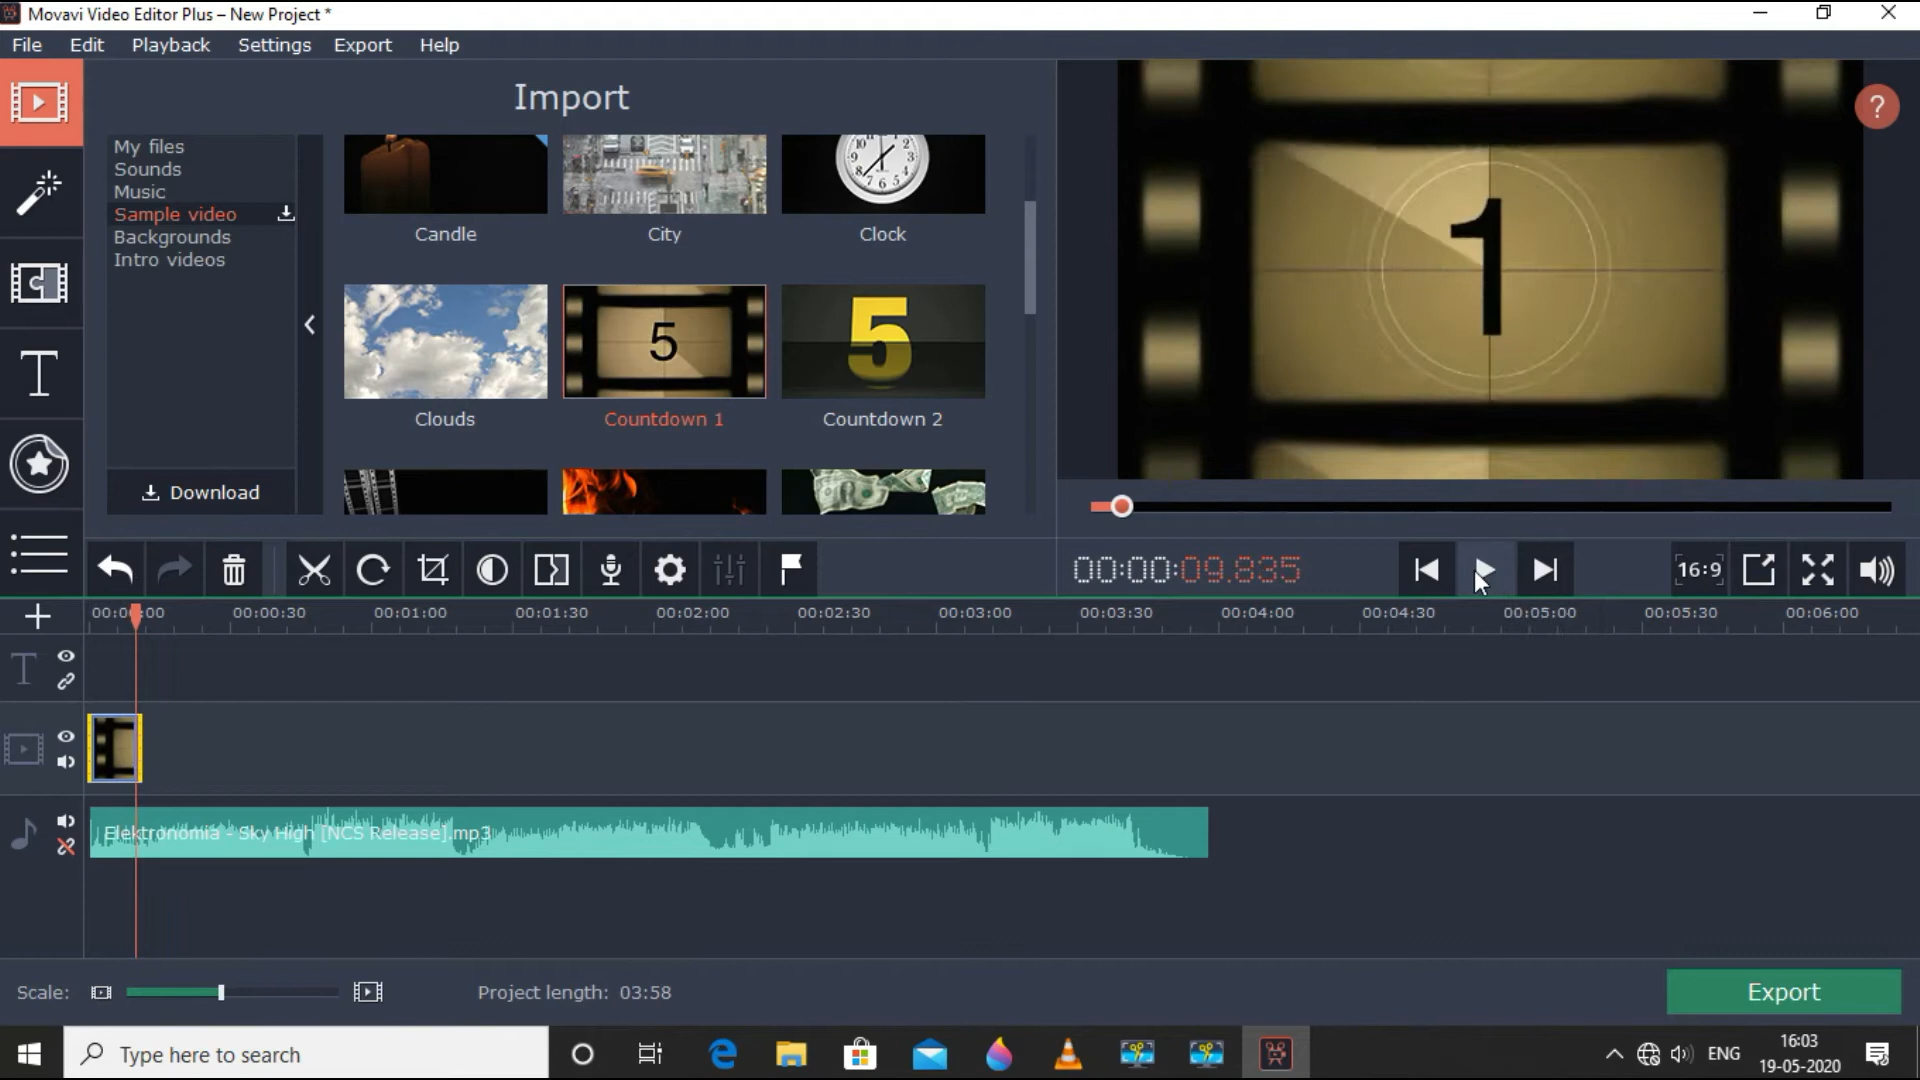 Movavi Video Editor Plus – New Project *
File Edit Playback Settings Export Help
Import
My files
Sounds
Music
Sample video
Backgrounds
Intro videos
Download
Candle
City
Clock
Clouds
5
Countdown 1
5
Countdown 2
1
?
00:00:09.835
16:9
00:00:30 00:01:00 00:01:30 00:02:00 00:02:30 00:03:00 00:03:30 00:04:00 00:04:30 00:05:00 00:05:30 00:06:00
T
Elektronomia - Sky High [NCS Release].mp3
Scale:
Project length: 03:58
Export
Type here to search
ENG
16:03
19-05-2020